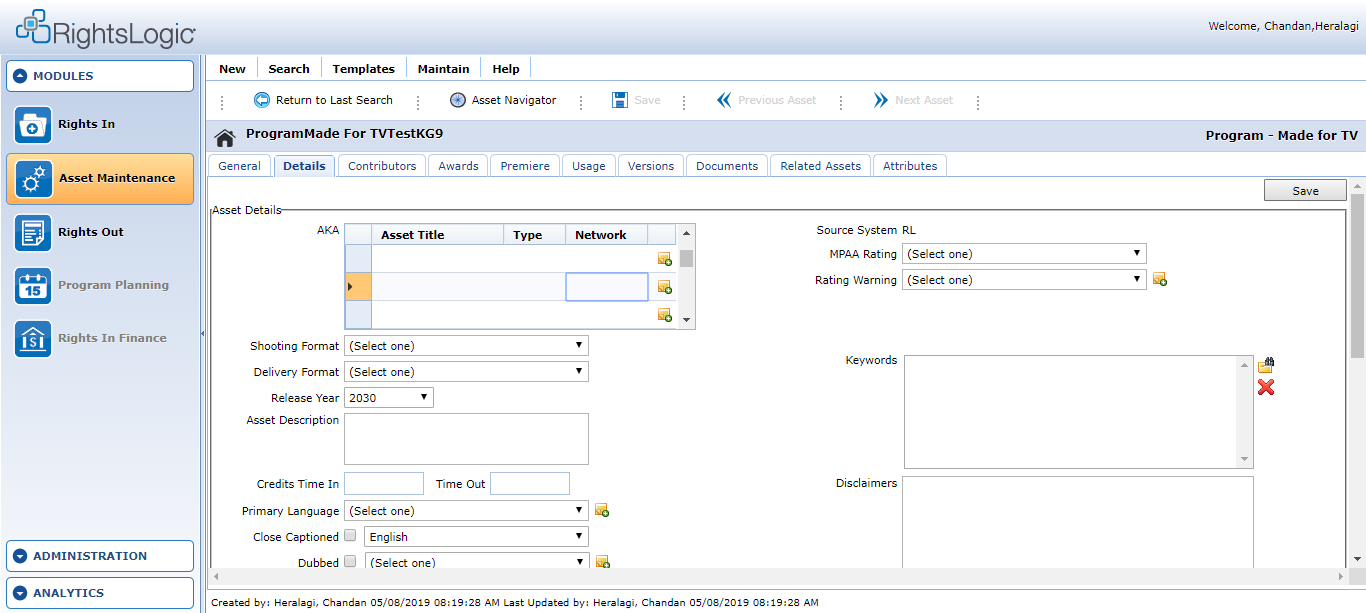 RightsLogic
Welcome, Chandan,Heralagi
MODULES
Rights In
Asset Maintenance
Rights Out
15
Program Planning
$
Rights In Finance
ADMINISTRATION
ANALYTICS
New Search Templates Maintain Help
Return to Last Search Asset Navigator Save Previous Asset Next Asset
ProgramMade For TVTestKG9 Program - Made for TV
General Details Contributors Awards Premiere Usage Versions Documents Related Assets Attributes
Save
Asset Details
AKA
Asset Title Type Network
Source System RL
MPAA Rating (Select one)
Rating Warning (Select one)
Shooting Format (Select one)
Delivery Format (Select one)
Release Year 2030
Asset Description
Keywords
Credits Time In Time Out
Disclaimers
Primary Language (Select one)
Close Captioned English
Dubbed (Select one)
Created by: Heralagi, Chandan 05/08/2019 08:19:28 AM Last Updated by: Heralagi, Chandan 05/08/2019 08:19:28 AM